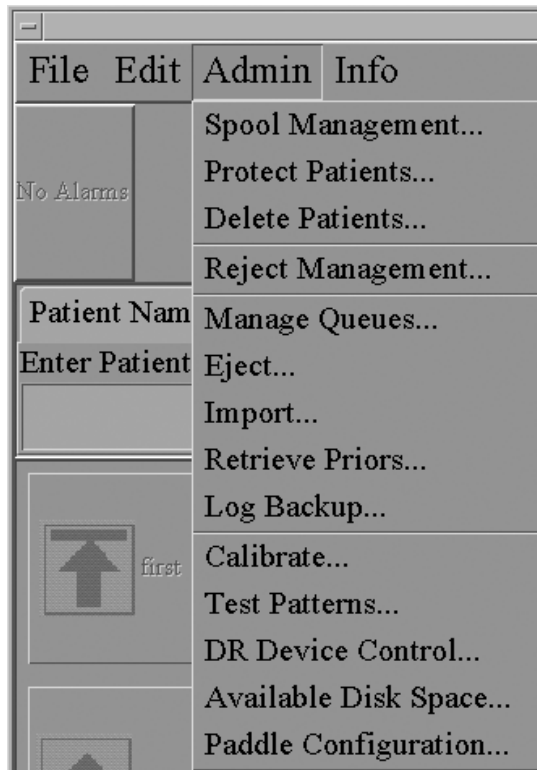 File Edit Admin Info
Spool Management...
Protect Patients...
No Alarms
Delete Patients...
Reject Management...
Patient Nam
Manage Queues...
Enter Patient
Eject...
Import...
Retrieve Priors...
Log Backup...
first
Calibrate...
Test Patterns...
DR Device Control...
Available Disk Space...
Paddle Configuration...